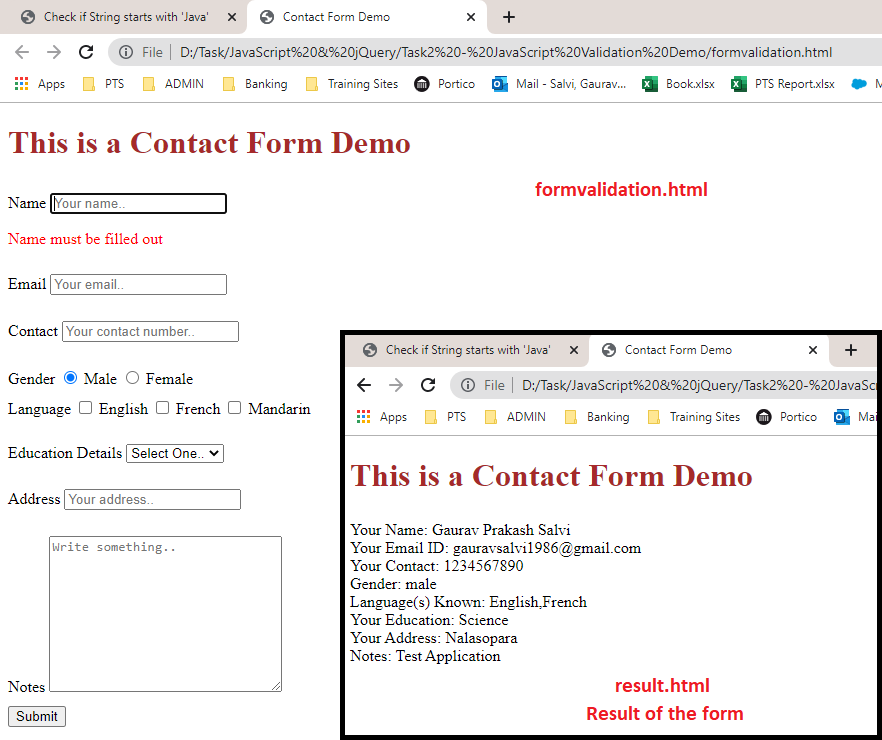 Check if String starts with 'Java'
Contact Form Demo
File | D:/Task/JavaScript%20&%20jQuery/Task2%20-%20JavaScript%20Validation%20Demo/formvalidation.html
Apps PTS ADMIN Banking Training Sites Portico Mail - Salvi, Gaurav... Book.xlsx PTS Report.xlsx M
This is a Contact Form Demo
formvalidation.html
Name Your name..
Name must be filled out
Email Your email..
Contact Your contact number..
Gender Male Female
Language English French Mandarin
Education Details Select One..
Address Your address..
Write something..
Notes
Submit
Check if String starts with 'Java'
Contact Form Demo
File | D:/Task/JavaScript%20&%20jQuery/Task2%20-%20JavaSc
Apps PTS ADMIN Banking Training Sites Portico Mai
This is a Contact Form Demo
Your Name: Gaurav Prakash Salvi
Your Email ID: gauravsalvi1986@gmail.com
Your Contact: 1234567890
Gender: male
Language(s) Known: English,French
Your Education: Science
Your Address: Nalasopara
Notes: Test Application
result.html
Result of the form